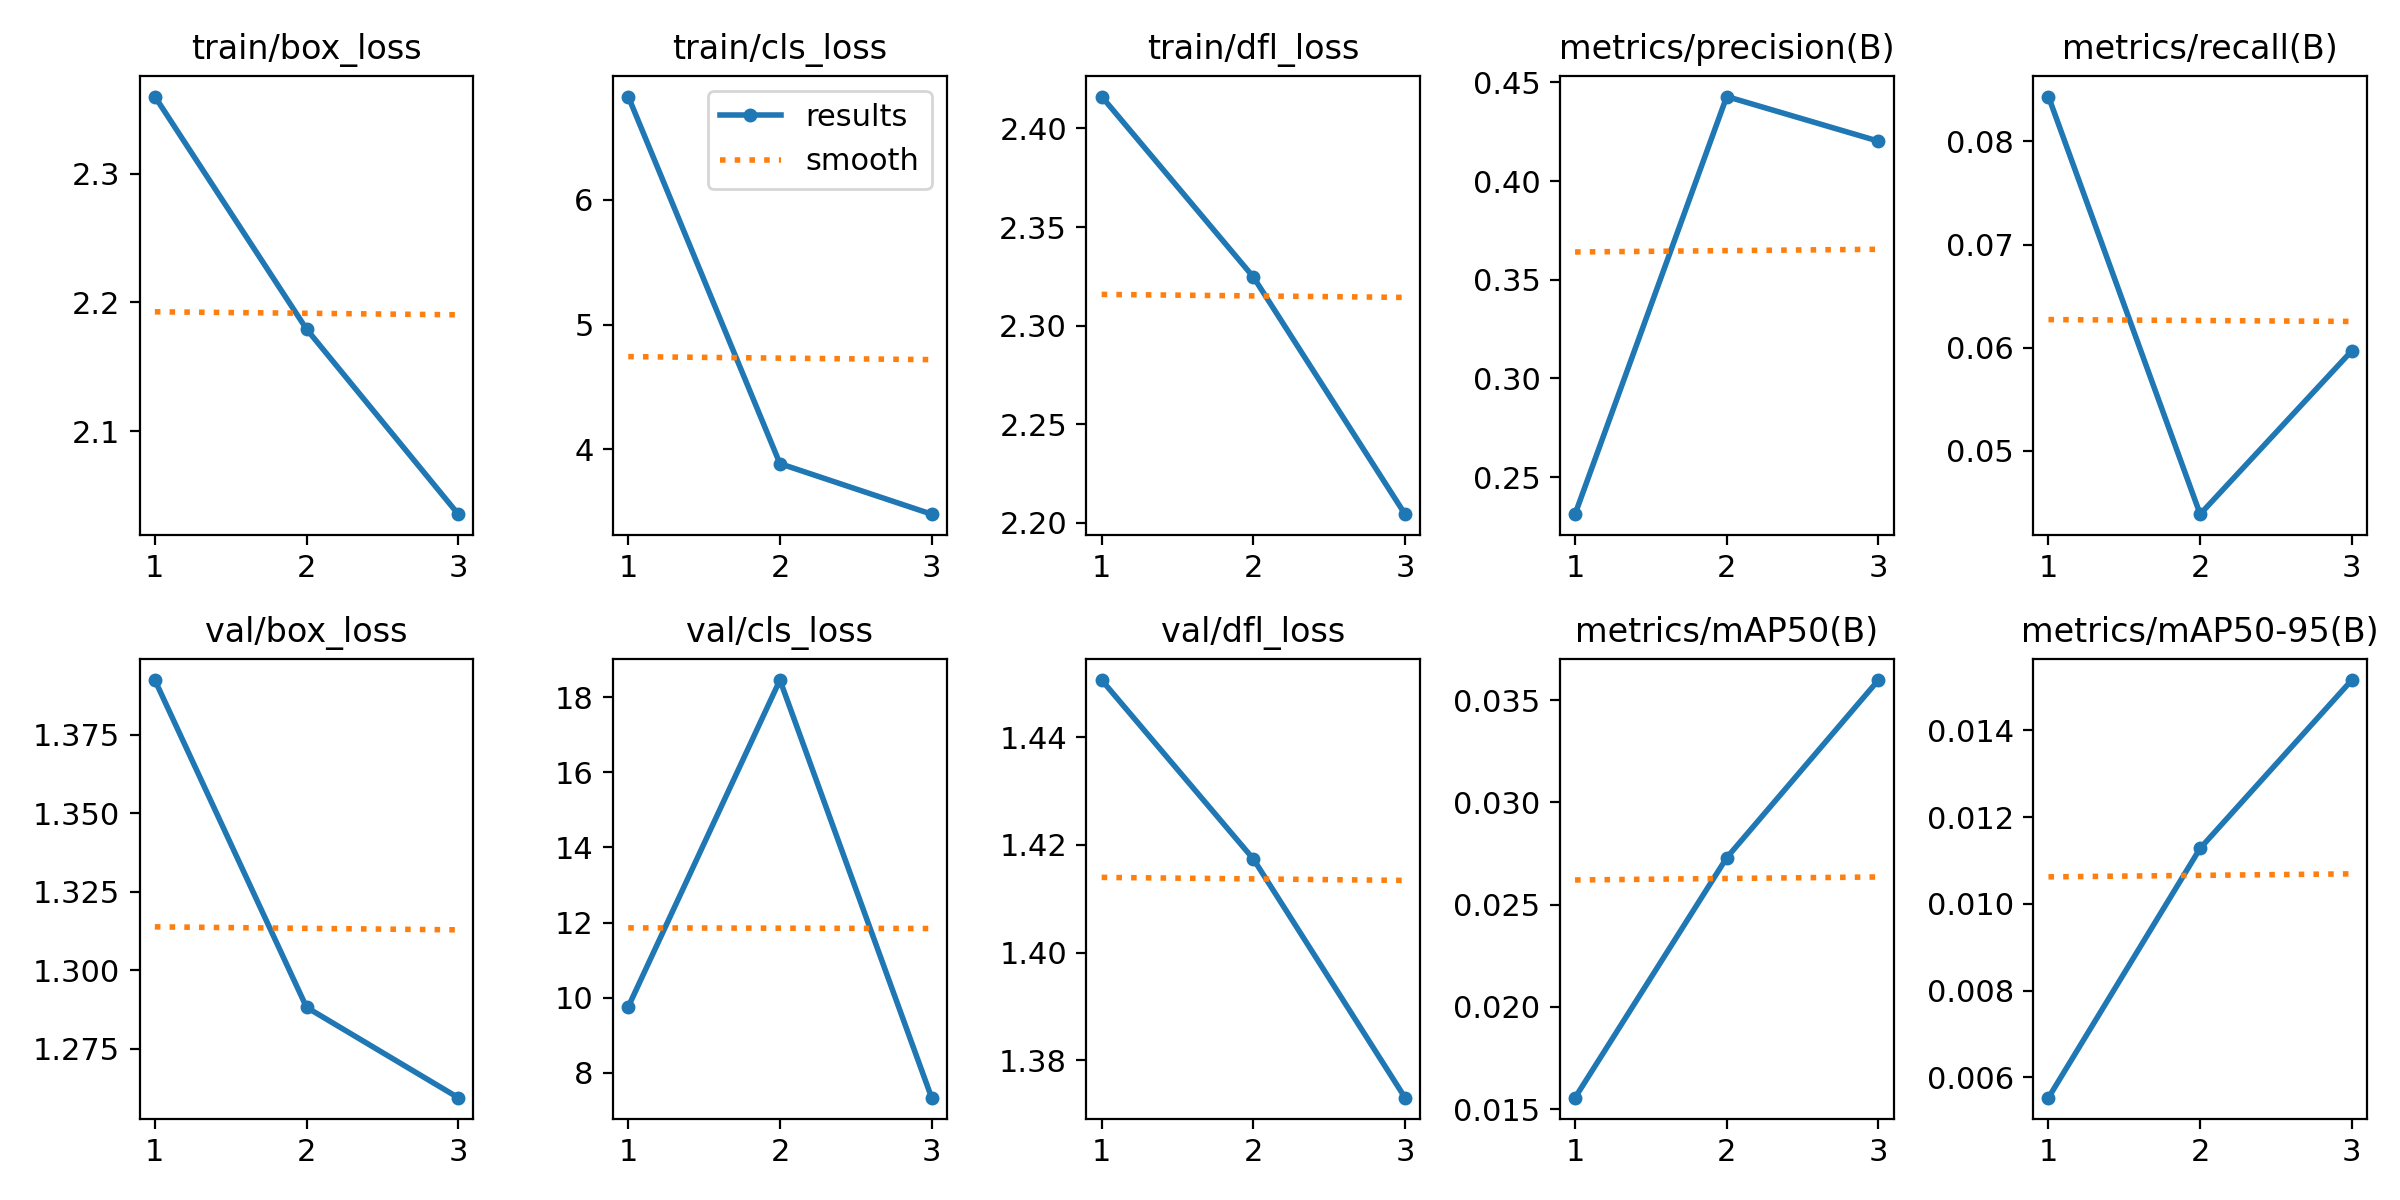 train/box_loss
2.3
2.2
2.1
1 2 3
train/cls_loss
results
smooth
6
5
4
1 2 3
train/dfl_loss
2.40
2.35
2.30
2.25
2.20
1 2 3
metrics/precision(B)
0.45
0.40
0.35
0.30
0.25
1 2 3
metrics/recall(B)
0.08
0.07
0.06
0.05
1 2 3
val/box_loss
1.375
1.350
1.325
1.300
1.275
1 2 3
val/cls_loss
18
16
14
12
10
8
1 2 3
val/dfl_loss
1.44
1.42
1.40
1.38
1 2 3
metrics/mAP50(B)
0.035
0.030
0.025
0.020
0.015
1 2 3
metrics/mAP50-95(B)
0.014
0.012
0.010
0.008
0.006
1 2 3